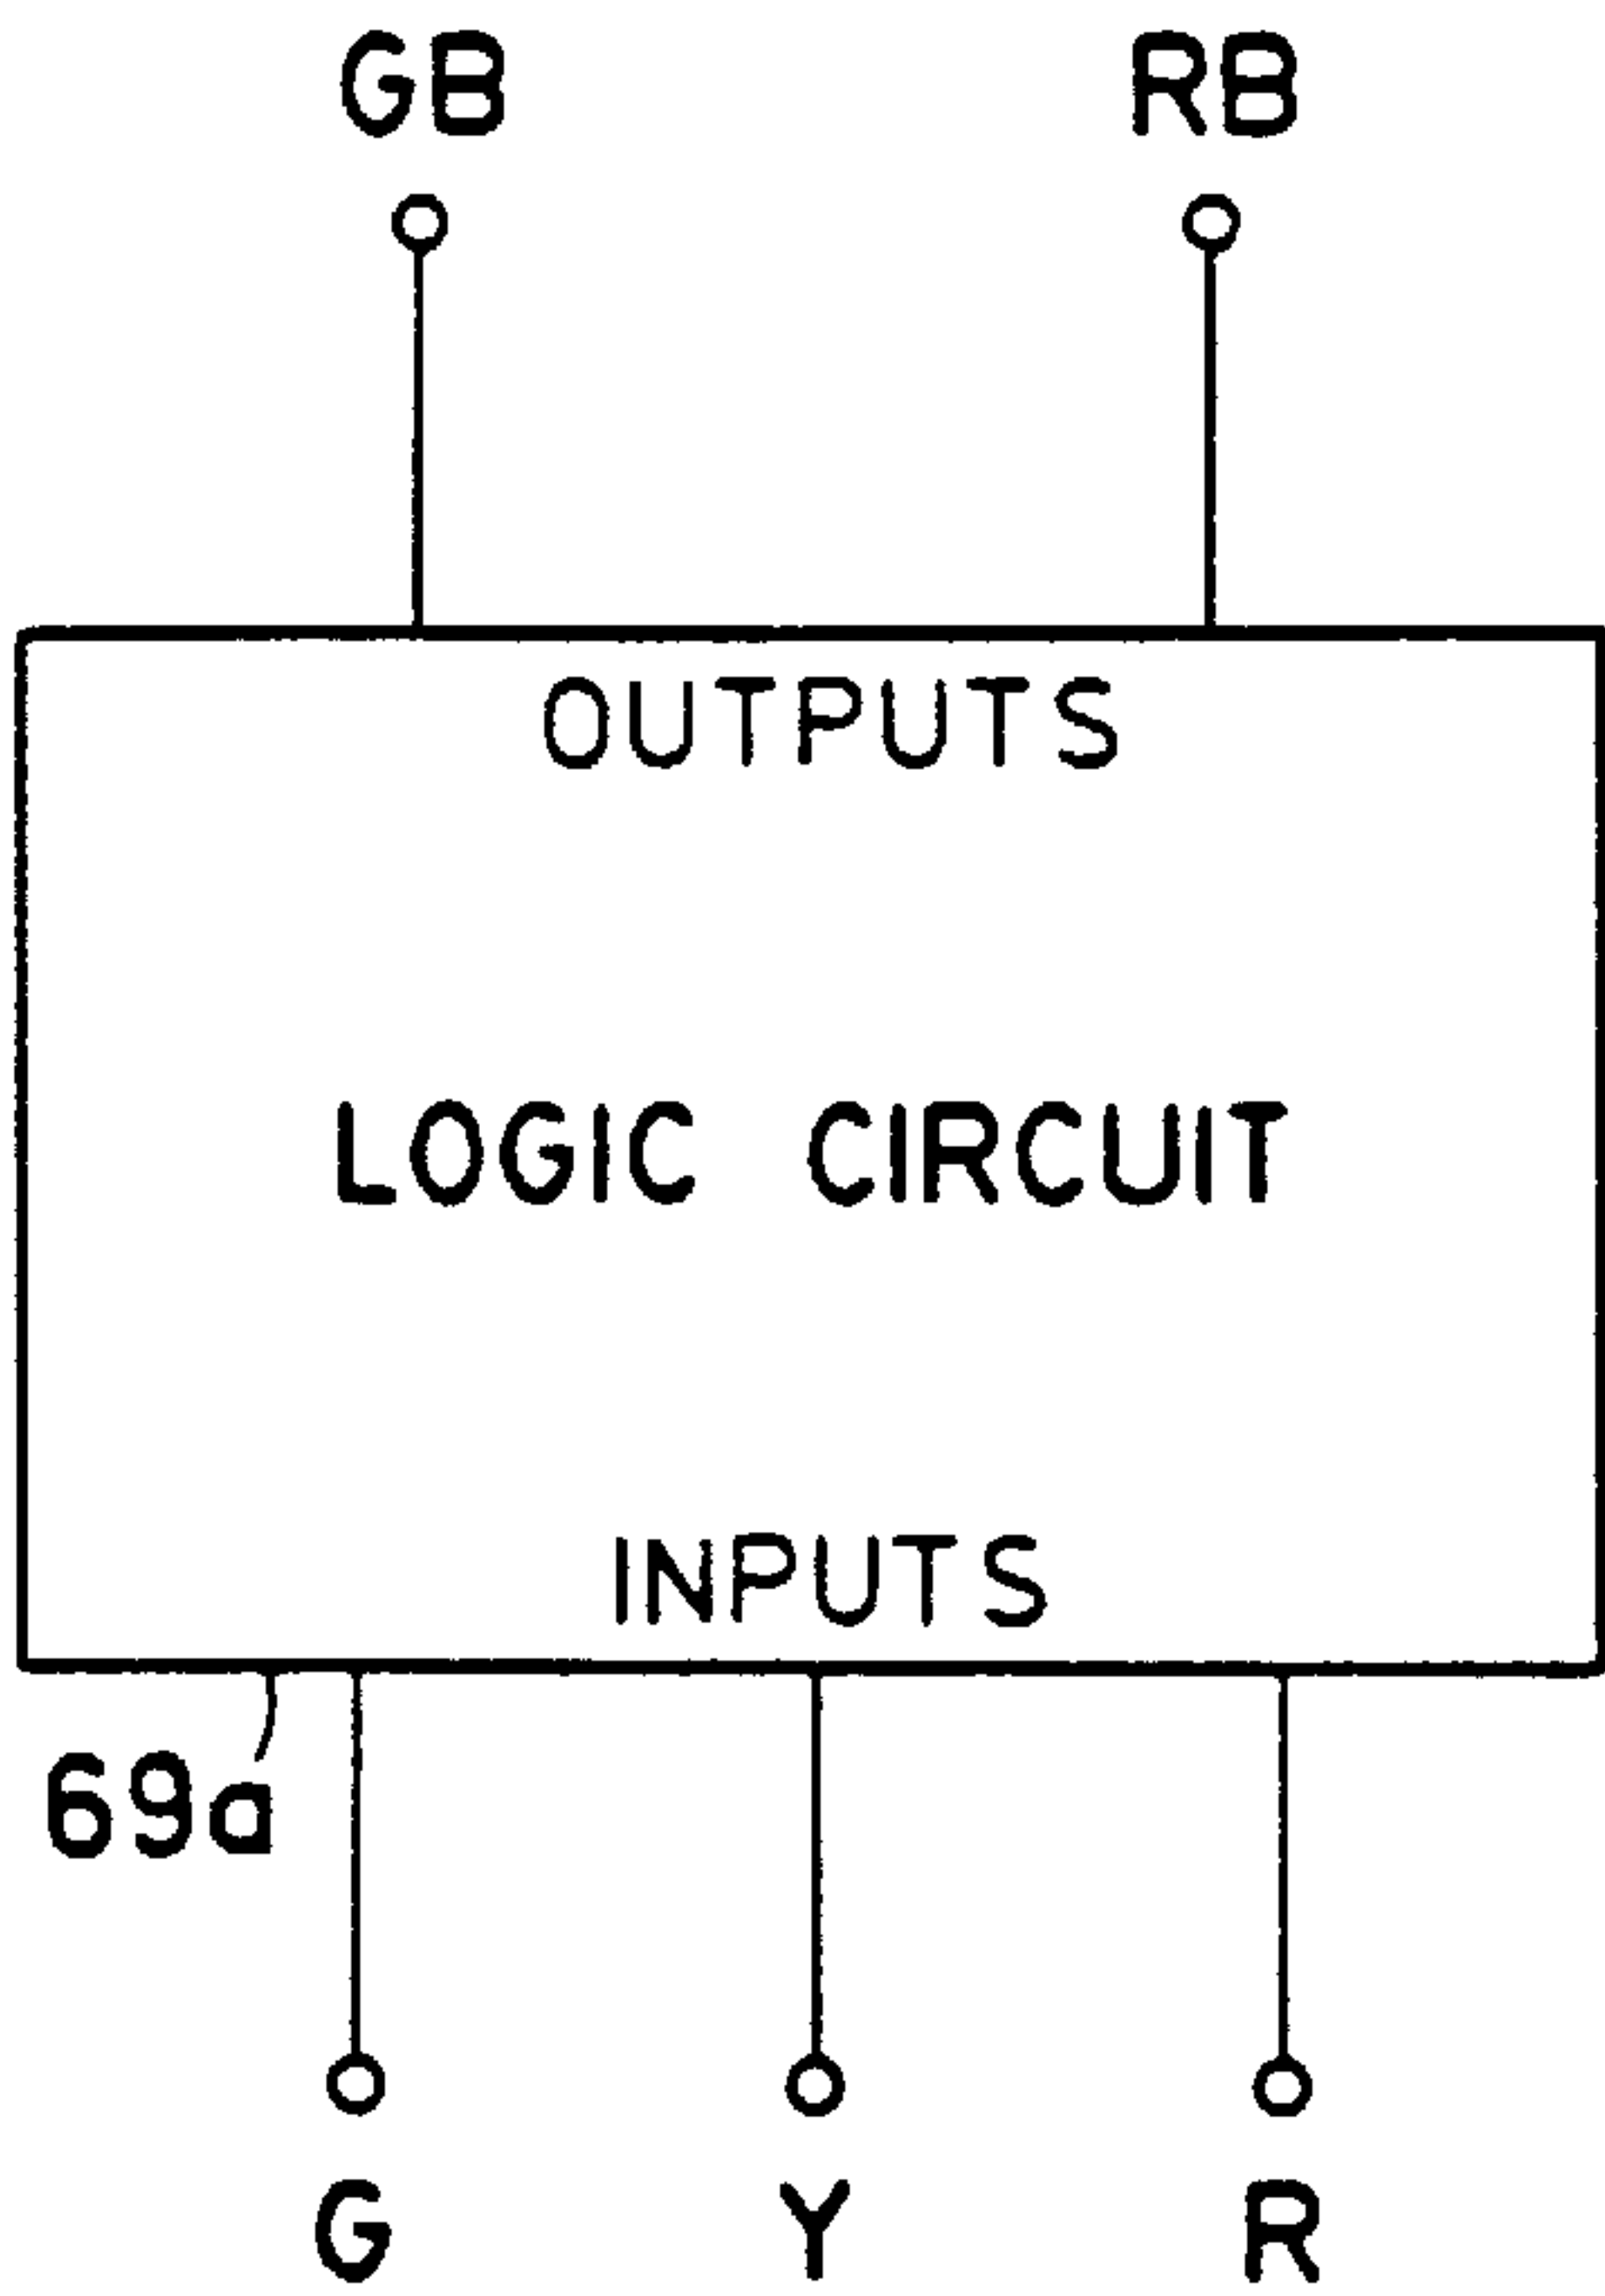 GB RB
OUTPUTS
LOGIC CIRCUIT
INPUTS
69a
G Y R